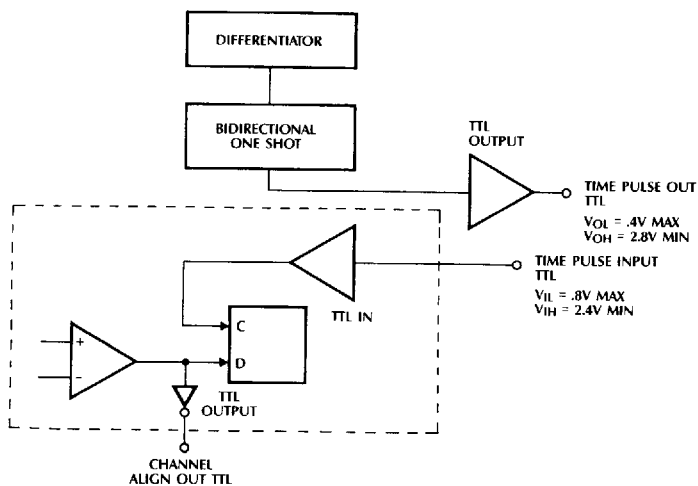 DIFFERENTIATOR
BIDIRECTIONAL
ONE SHOT
TTL
OUTPUT
TIME PULSE OUT
TTL
VOL = .4V MAX
VOH = 2.8V MIN
TIME PULSE INPUT
TTL
VIL = .8V MAX
VIH = 2.4V MIN
TTL IN
C
D
+
−
TTL
OUTPUT
CHANNEL
ALIGN OUT TTL